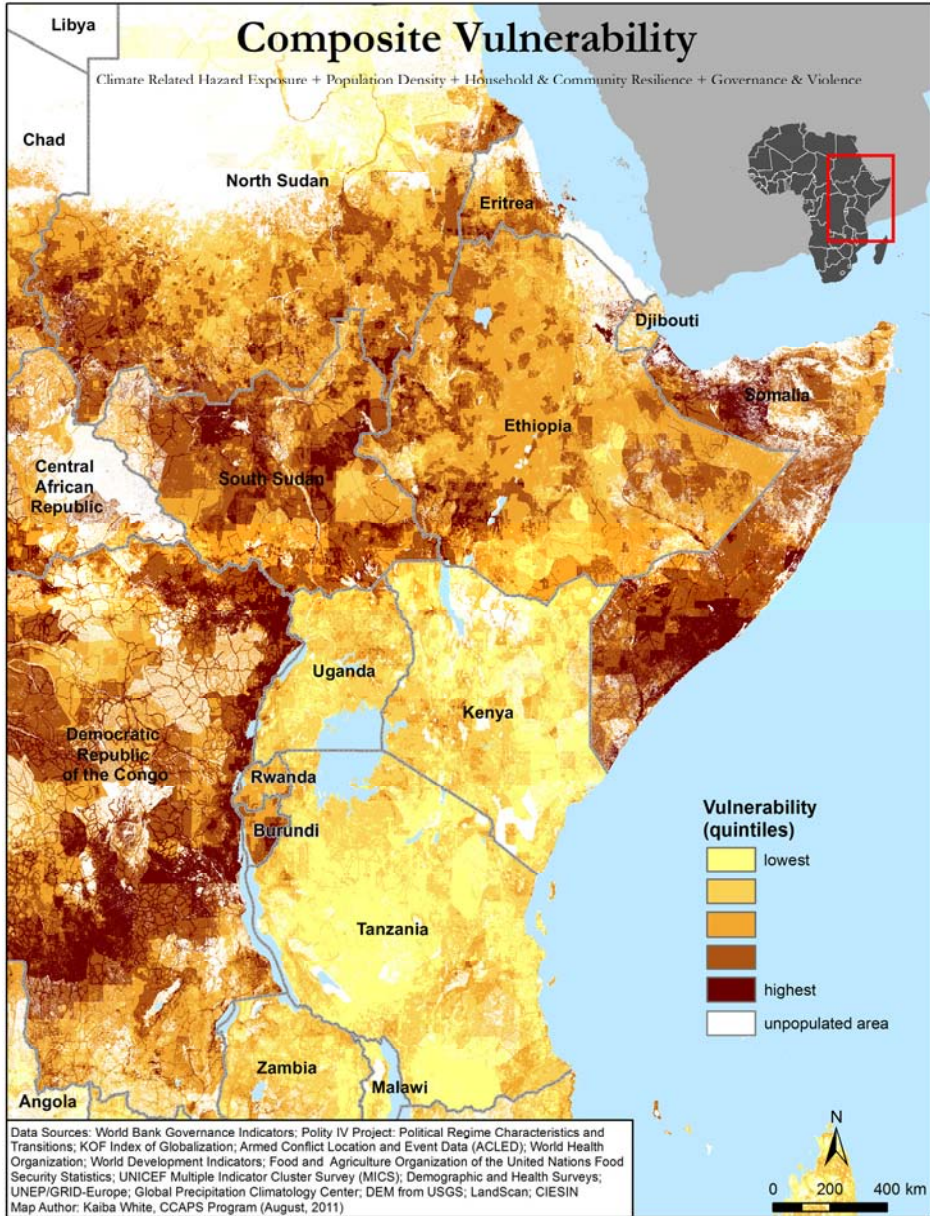 Composite Vulnerability
Climate Related Hazard Exposure + Population Density + Household & Community Resilience + Governance & Violence
Libya
Chad
North Sudan
Eritrea
Djibouti
Somalia
Ethiopia
Central
African
Republic
South Sudan
Uganda
Kenya
Democratic
Republic
of the Congo
Rwanda
Burundi
Tanzania
Zambia
Malawi
Angola
Vulnerability
(quintiles)
lowest
highest
unpopulated area
N
0 200 400 km
Data Sources: World Bank Governance Indicators; Polity IV Project: Political Regime Characteristics and
Transitions; KOF Index of Globalization; Armed Conflict Location and Event Data (ACLED); World Health
Organization; World Development Indicators; Food and Agriculture Organization of the United Nations Food
Security Statistics; UNICEF Multiple Indicator Cluster Survey (MICS); Demographic and Health Surveys;
UNEP/GRID-Europe; Global Precipitation Climatology Center; DEM from USGS; LandScan; CIESIN
Map Author: Kaiba White, CCAPS Program (August, 2011)